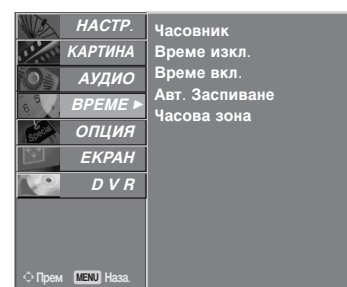 НАСТР.
КАРТИНА
АУДИО
ВРЕМЕ ►
ОПЦИЯ
ЕКРАН
D V R
Часовник
Време изкл.
Време вкл.
Авт. Заспиване
Часова зона
Прем MENU Наза.